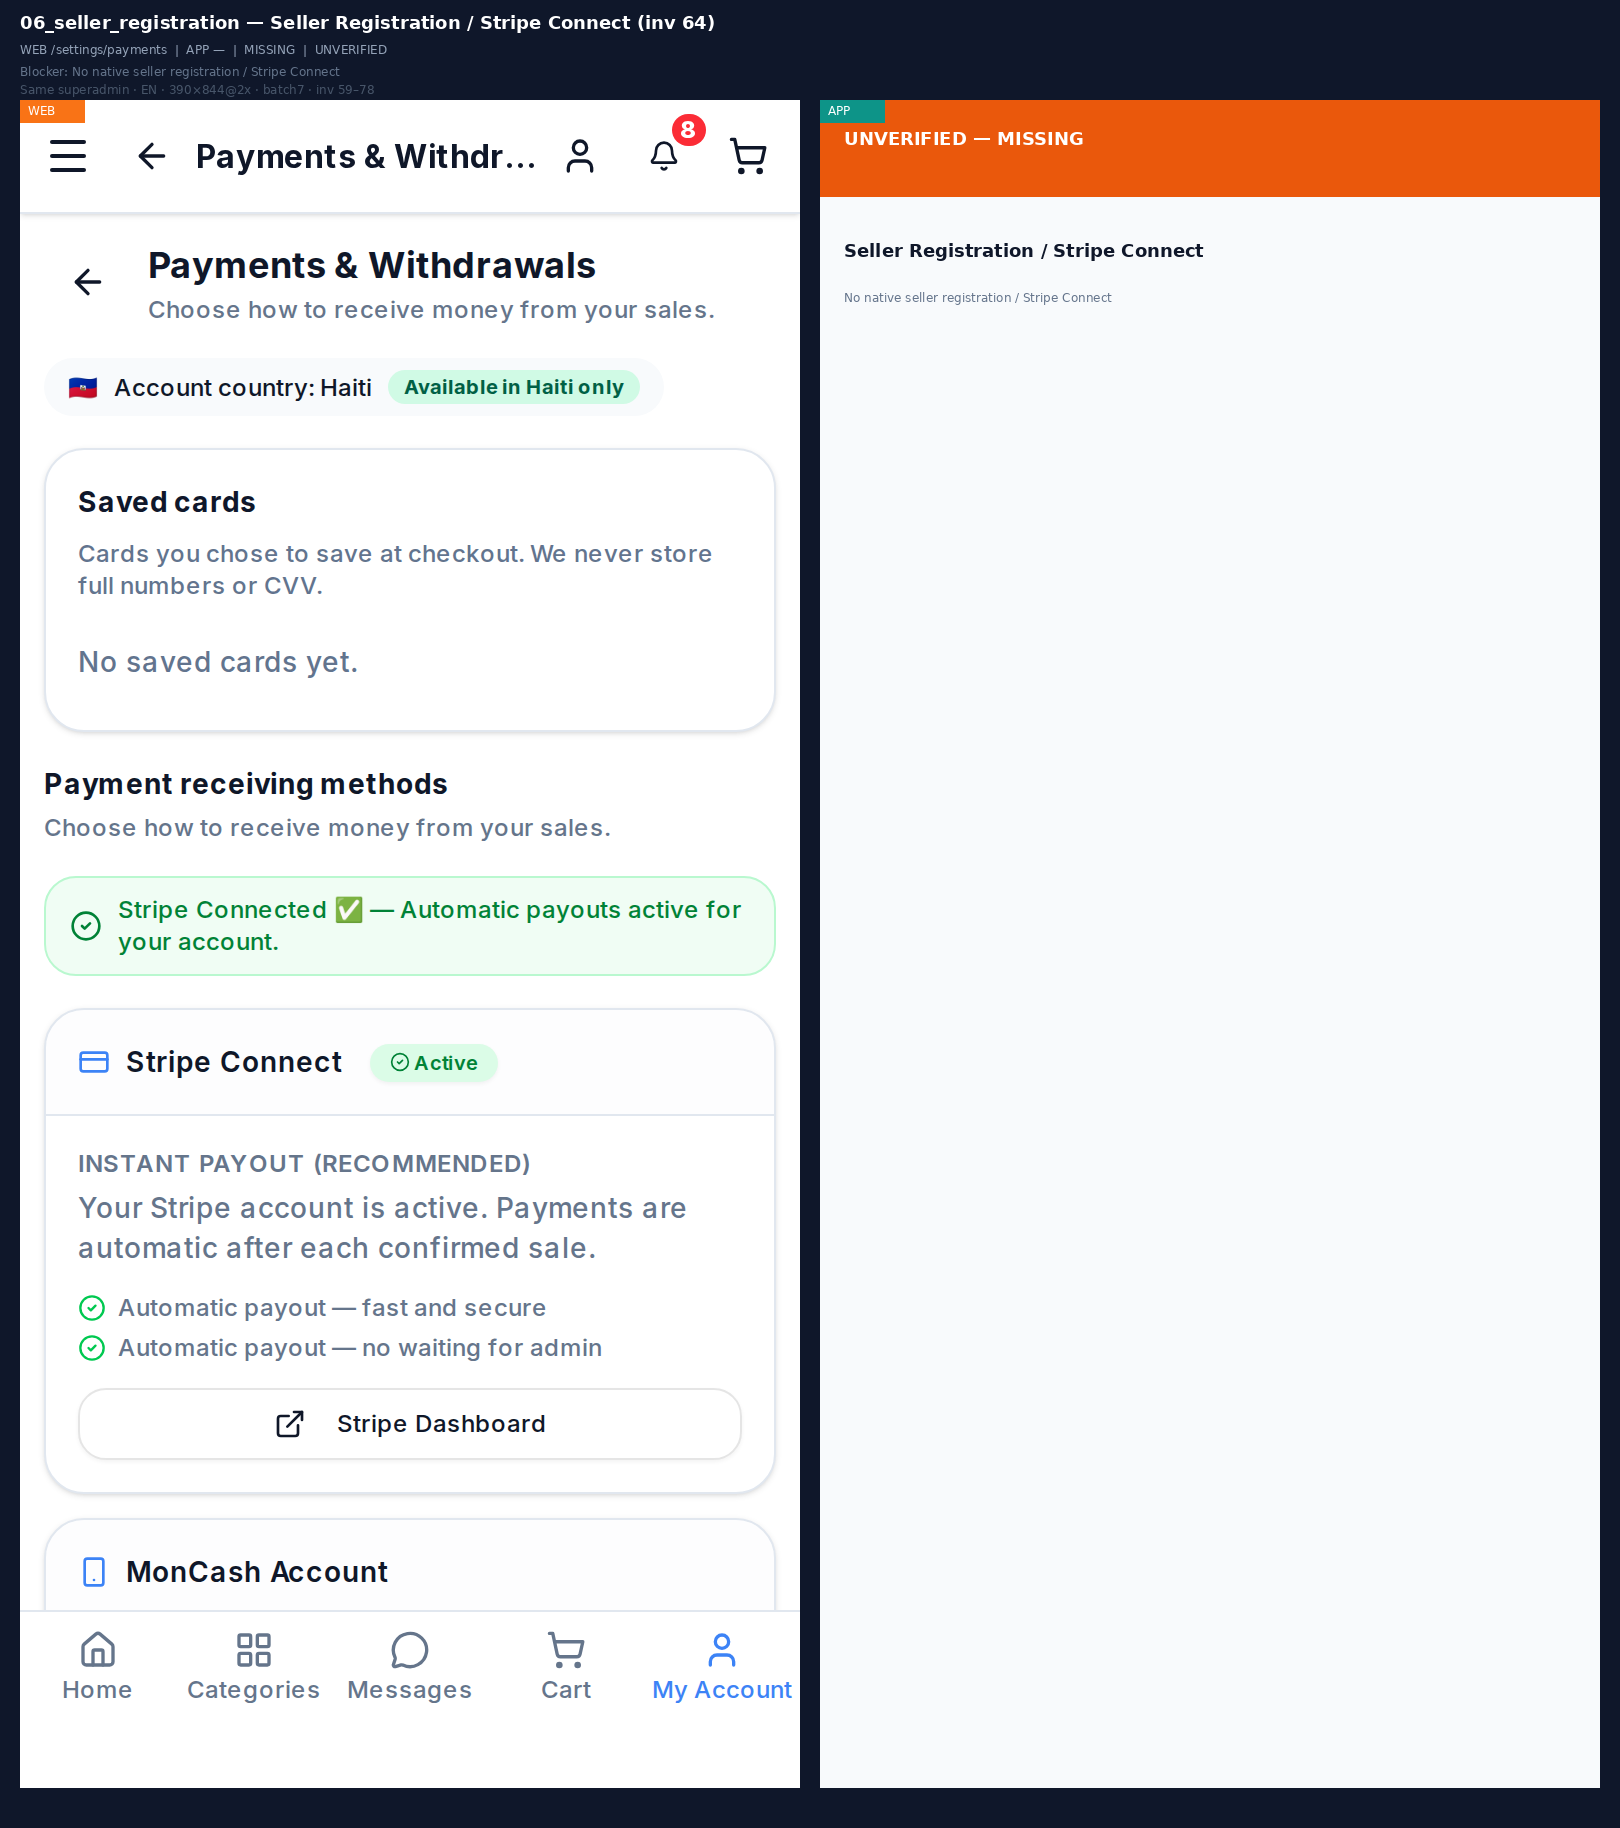 06_seller_registration — Seller Registration / Stripe Connect (inv 64)
WEB /settings/payments | APP — | MISSING | UNVERIFIED
Blocker: No native seller registration / Stripe Connect
Same superadmin · EN · 390×844@2x · batch7 · inv 59–78
WEB
8
Payments & Withdr...
Payments & Withdrawals
Choose how to receive money from your sales.
Account country: Haiti
Available in Haiti only
Saved cards
Cards you chose to save at checkout. We never store
full numbers or CVV.
No saved cards yet.
Payment receiving methods
Choose how to receive money from your sales.
Stripe Connected ✅ — Automatic payouts active for
your account.
Stripe Connect
Active
INSTANT PAYOUT (RECOMMENDED)
Your Stripe account is active. Payments are
automatic after each confirmed sale.
Automatic payout — fast and secure
Automatic payout — no waiting for admin
Stripe Dashboard
MonCash Account
Home
Categories
Messages
Cart
My Account
APP
UNVERIFIED — MISSING
Seller Registration / Stripe Connect
No native seller registration / Stripe Connect